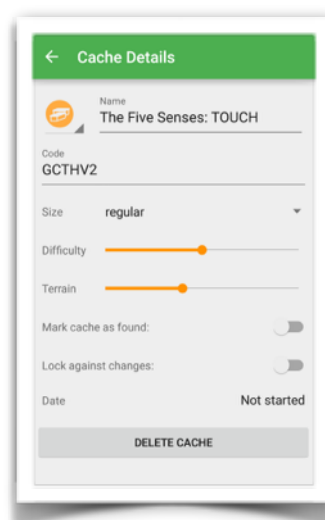 Cache Details
Name
The Five Senses: TOUCH
Code
GCTHV2
Size regular
Difficulty
Terrain
Mark cache as found:
Lock against changes:
Date Not started
DELETE CACHE